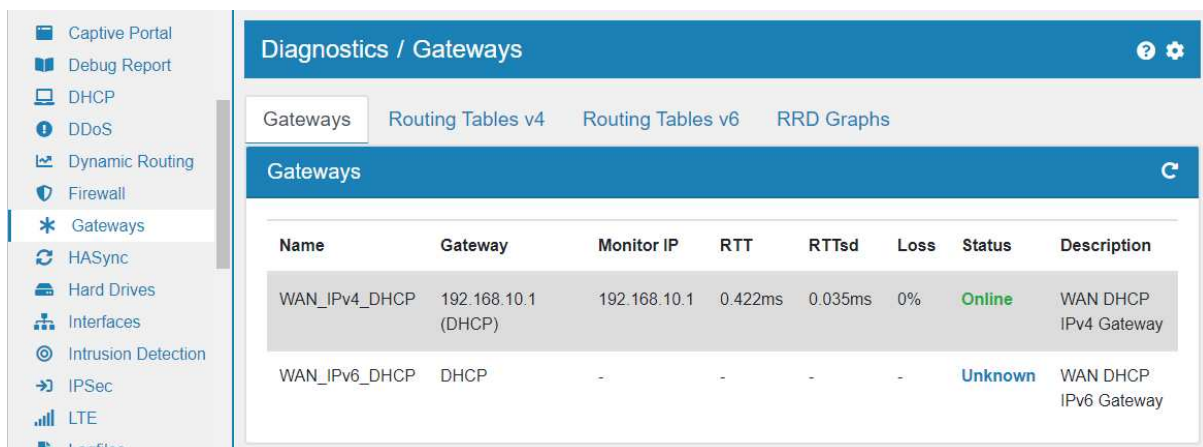 Captive Portal
Debug Report
DHCP
DDoS
Dynamic Routing
Firewall
Gateways
HASync
Hard Drives
Interfaces
Intrusion Detection
IPSec
LTE
Diagnostics / Gateways
Gateways Routing Tables v4 Routing Tables v6 RRD Graphs
Gateways
Name Gateway Monitor IP RTT RTTsd Loss Status Description
WAN_IPv4_DHCP 192.168.10.1 192.168.10.1 0.422ms 0.035ms 0% Online WAN DHCP
(DHCP) IPv4 Gateway
WAN_IPv6_DHCP DHCP - - - - Unknown WAN DHCP
IPv6 Gateway